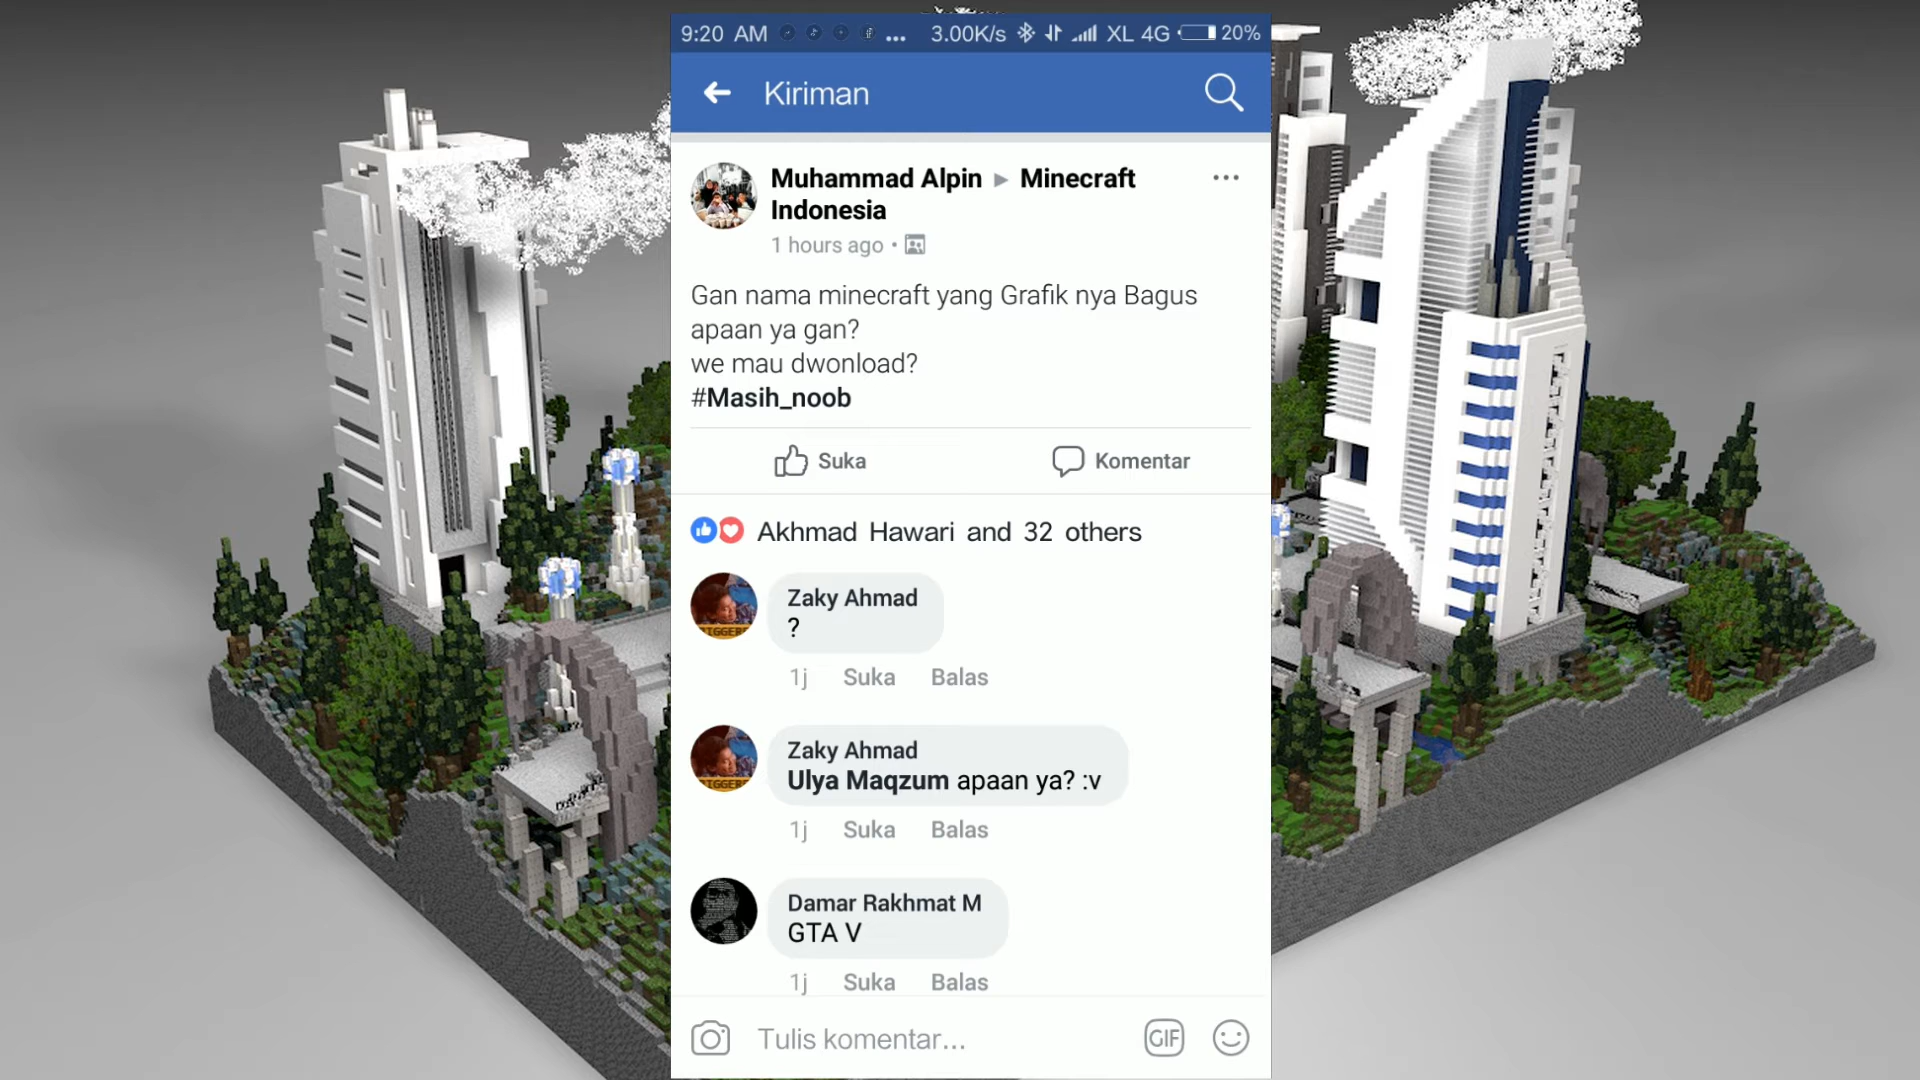 9:20 AM ... 3.00K/s XL 4G 20%
Kiriman
Muhammad Alpin ▸ Minecraft
Indonesia
1 hours ago •
Gan nama minecraft yang Grafik nya Bagus
apaan ya gan?
we mau dwonload?
#Masih_noob
Suka Komentar
Akhmad Hawari and 32 others
Zaky Ahmad
?
1j Suka Balas
Zaky Ahmad
Ulya Maqzum apaan ya? :v
1j Suka Balas
Damar Rakhmat M
GTA V
1j Suka Balas
Tulis komentar... GIF